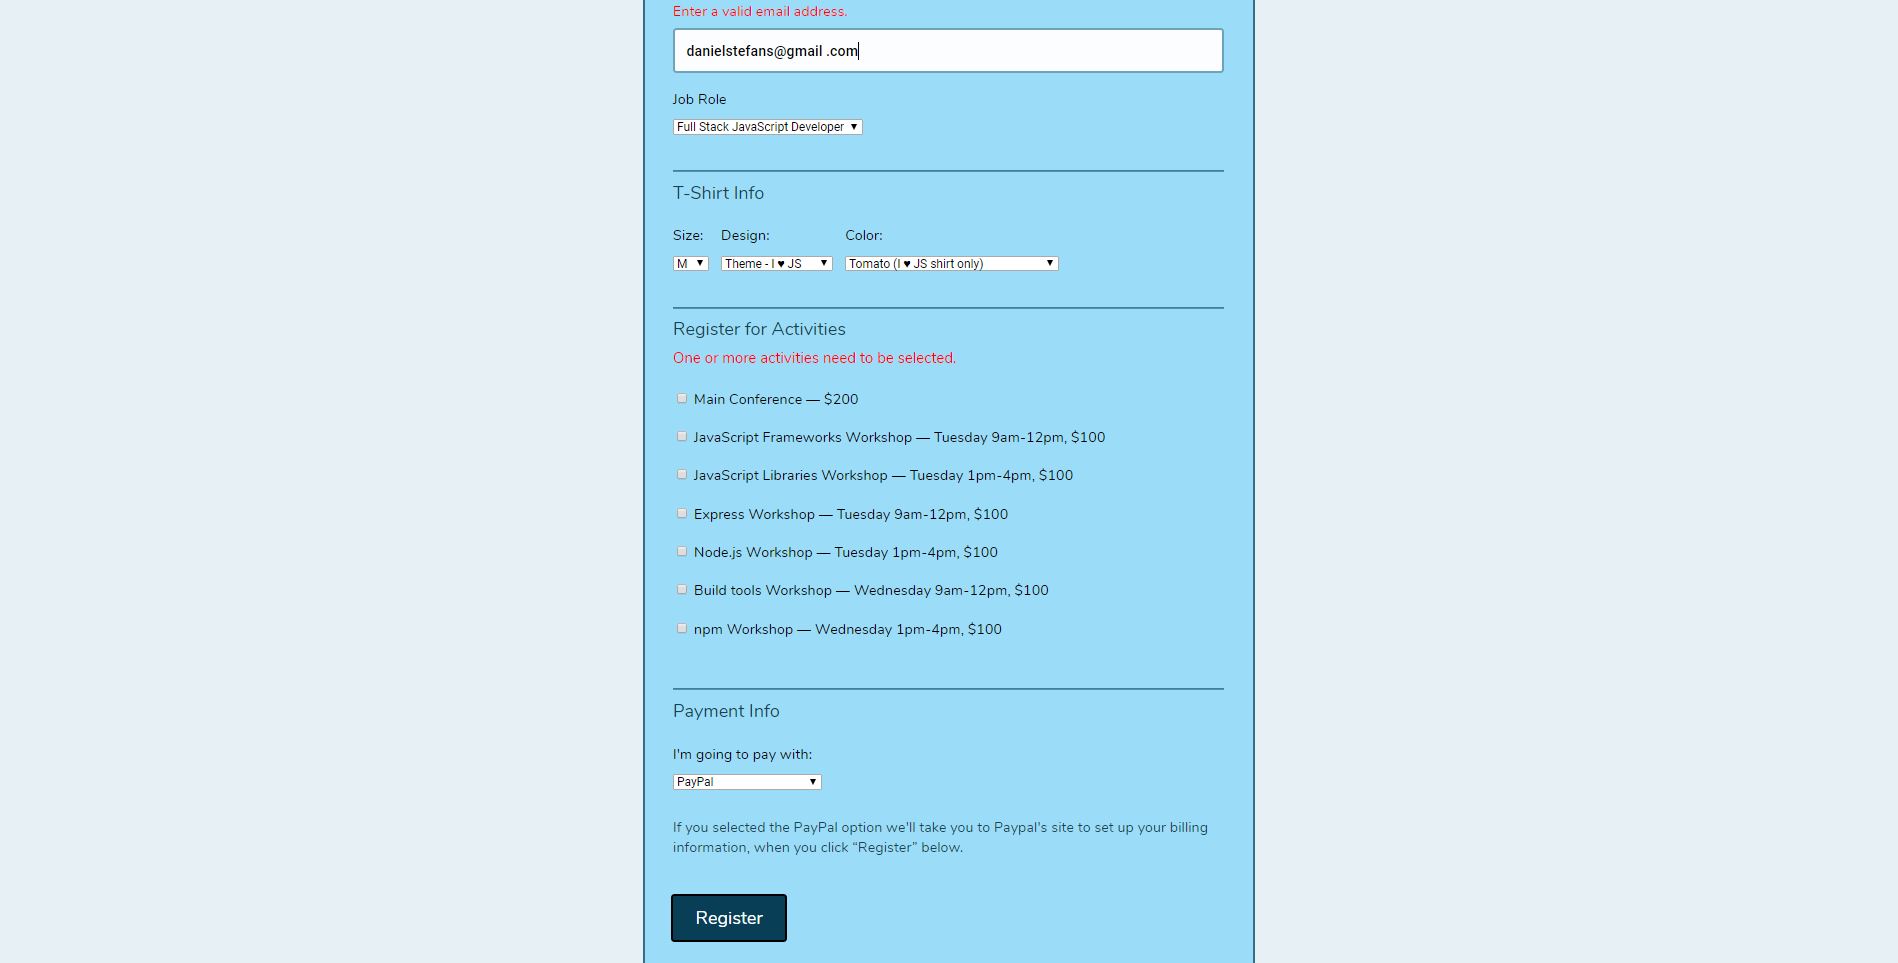 Enter a valid email address.
danielstefans@gmail .com
Job Role
Full Stack JavaScript Developer
T-Shirt Info
Size: Design: Color:
M Theme - I ♥ JS Tomato (I ♥ JS shirt only)
Register for Activities
One or more activities need to be selected.
Main Conference — $200
JavaScript Frameworks Workshop — Tuesday 9am-12pm, $100
JavaScript Libraries Workshop — Tuesday 1pm-4pm, $100
Express Workshop — Tuesday 9am-12pm, $100
Node.js Workshop — Tuesday 1pm-4pm, $100
Build tools Workshop — Wednesday 9am-12pm, $100
npm Workshop — Wednesday 1pm-4pm, $100
Payment Info
I'm going to pay with:
PayPal
If you selected the PayPal option we'll take you to Paypal's site to set up your billing
information, when you click “Register” below.
Register